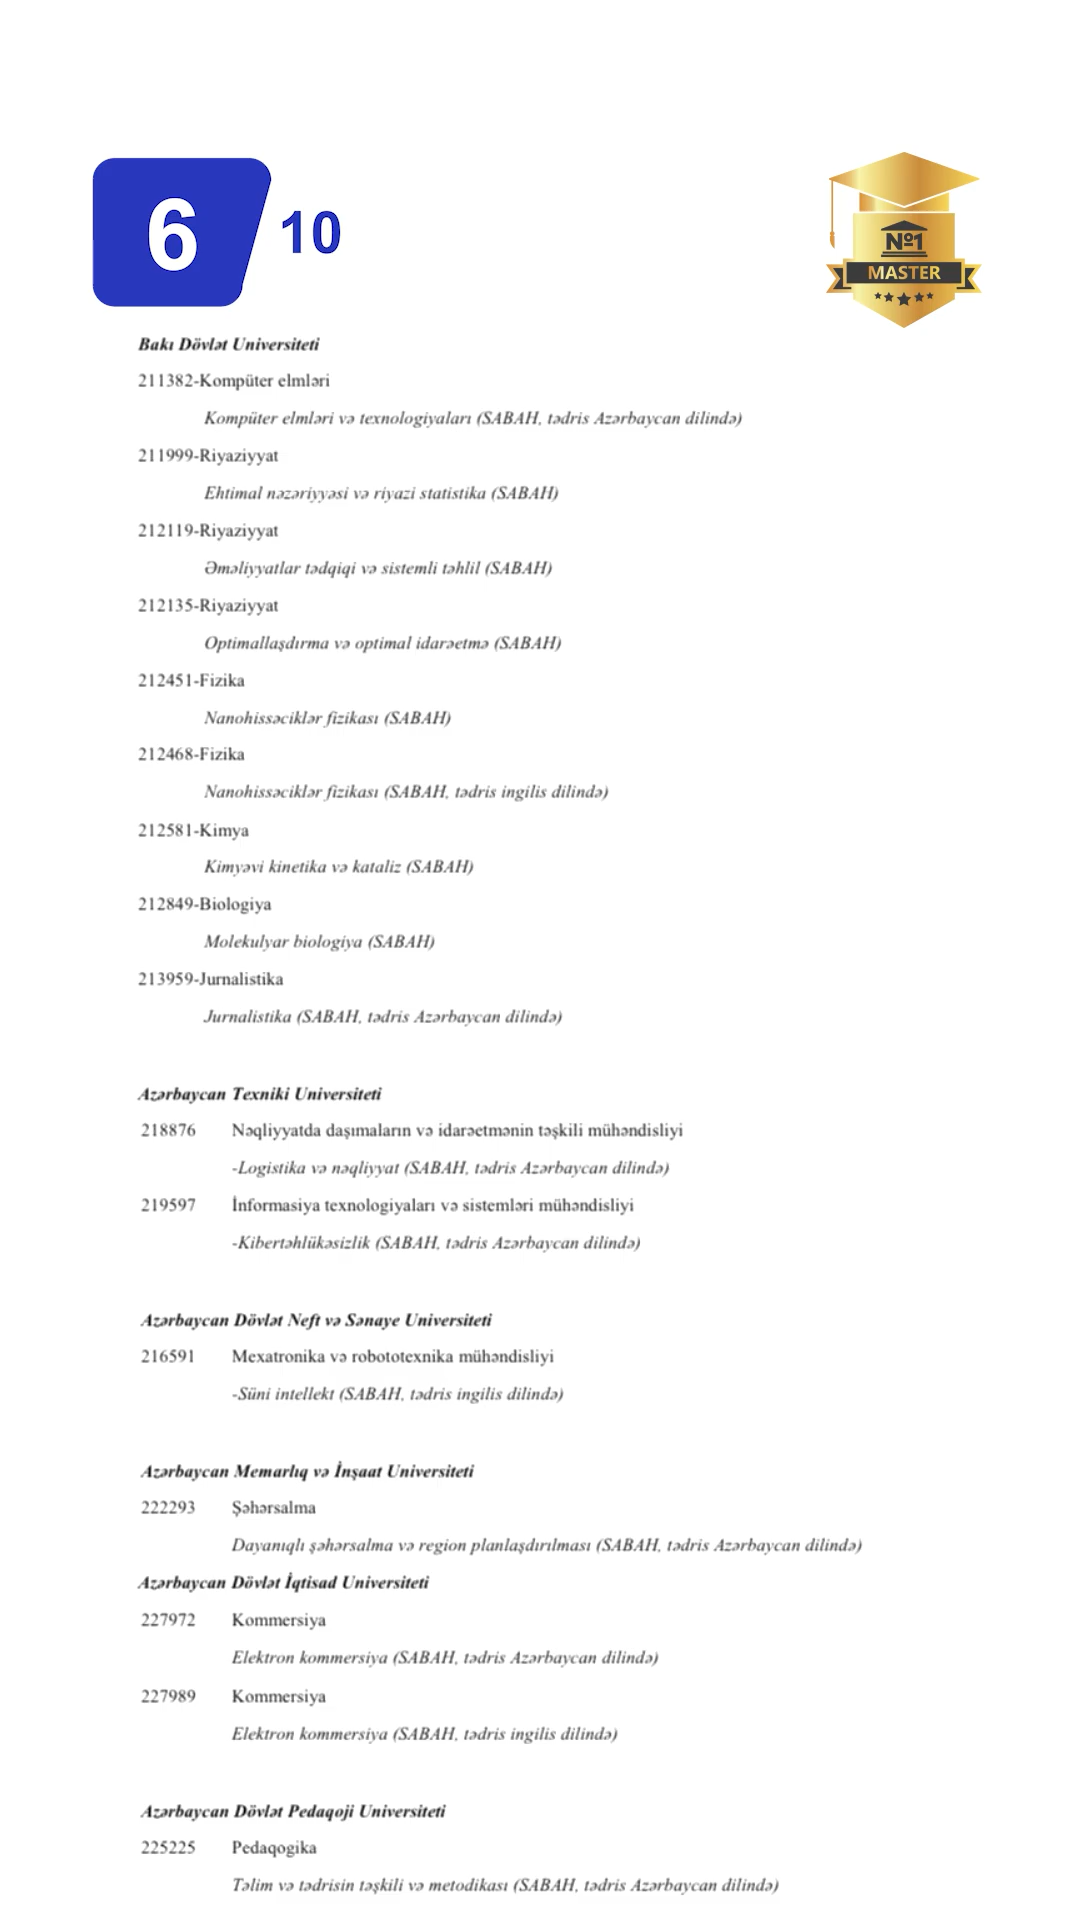 6
10
№1
MASTER
Bakı Dövlət Universiteti
211382-Kompüter elmləri
Kompüter elmləri və texnologiyaları (SABAH, tədris Azərbaycan dilində)
211999-Riyaziyyat
Ehtimal nəzəriyyəsi və riyazi statistika (SABAH)
212119-Riyaziyyat
Əməliyyatlar tədqiqi və sistemli təhlil (SABAH)
212135-Riyaziyyat
Optimallaşdırma və optimal idarəetmə (SABAH)
212451-Fizika
Nanohissəciklər fizikası (SABAH)
212468-Fizika
Nanohissəciklər fizikası (SABAH, tədris ingilis dilində)
212581-Kimya
Kimyəvi kinetika və kataliz (SABAH)
212849-Biologiya
Molekulyar biologiya (SABAH)
213959-Jurnalistika
Jurnalistika (SABAH, tədris Azərbaycan dilində)
Azərbaycan Texniki Universiteti
218876 Nəqliyyatda daşımaların və idarəetmənin təşkili mühəndisliyi
-Logistika və nəqliyyat (SABAH, tədris Azərbaycan dilində)
219597 İnformasiya texnologiyaları və sistemləri mühəndisliyi
-Kibertəhlükəsizlik (SABAH, tədris Azərbaycan dilində)
Azərbaycan Dövlət Neft və Sənaye Universiteti
216591 Mexatronika və robototexnika mühəndisliyi
-Süni intellekt (SABAH, tədris ingilis dilində)
Azərbaycan Memarlıq və İnşaat Universiteti
222293 Şəhərsalma
Dayanıqlı şəhərsalma və region planlaşdırılması (SABAH, tədris Azərbaycan dilində)
Azərbaycan Dövlət İqtisad Universiteti
227972 Kommersiya
Elektron kommersiya (SABAH, tədris Azərbaycan dilində)
227989 Kommersiya
Elektron kommersiya (SABAH, tədris ingilis dilində)
Azərbaycan Dövlət Pedaqoji Universiteti
225225 Pedaqogika
Təlim və tədrisin təşkili və metodikası (SABAH, tədris Azərbaycan dilində)